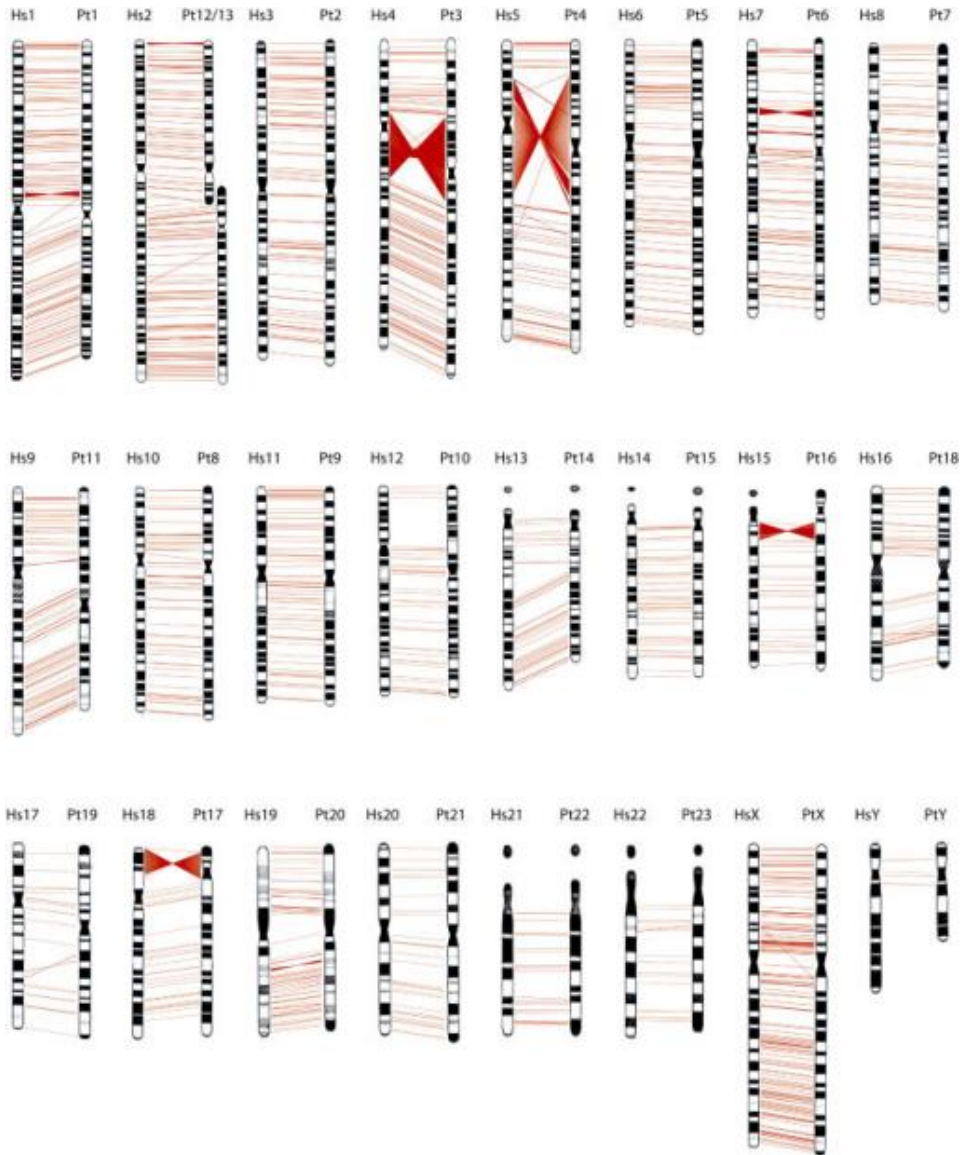 Hs1 Pt1 Hs2 Pt12/13 Hs3 Pt2 Hs4 Pt3 Hs5 Pt4 Hs6 Pt5 Hs7 Pt6 Hs8 Pt7
Hs9 Pt11 Hs10 Pt8 Hs11 Pt9 Hs12 Pt10 Hs13 Pt14 Hs14 Pt15 Hs15 Pt16 Hs16 Pt18
Hs17 Pt19 Hs18 Pt17 Hs19 Pt20 Hs20 Pt21 Hs21 Pt22 Hs22 Pt23 HsX PtX HsY PtY